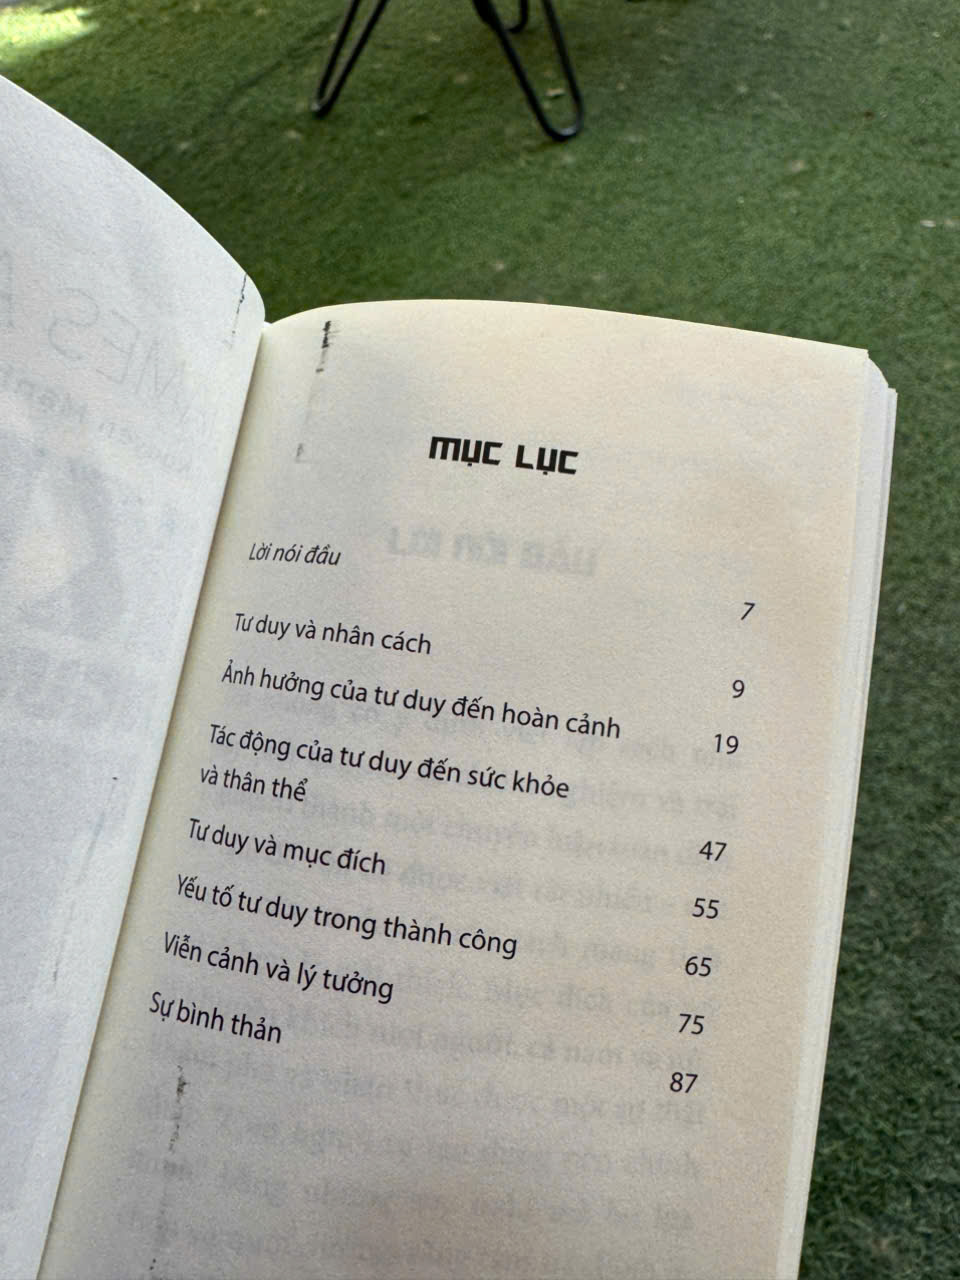 MỤC LỤC
Lời nói đầu 7
Tư duy và nhân cách 9
Ảnh hưởng của tư duy đến hoàn cảnh 19
Tác động của tư duy đến sức khỏe
và thân thể 47
Tư duy và mục đích 55
Yếu tố tư duy trong thành công 65
Viễn cảnh và lý tưởng 75
Sự bình thản 87